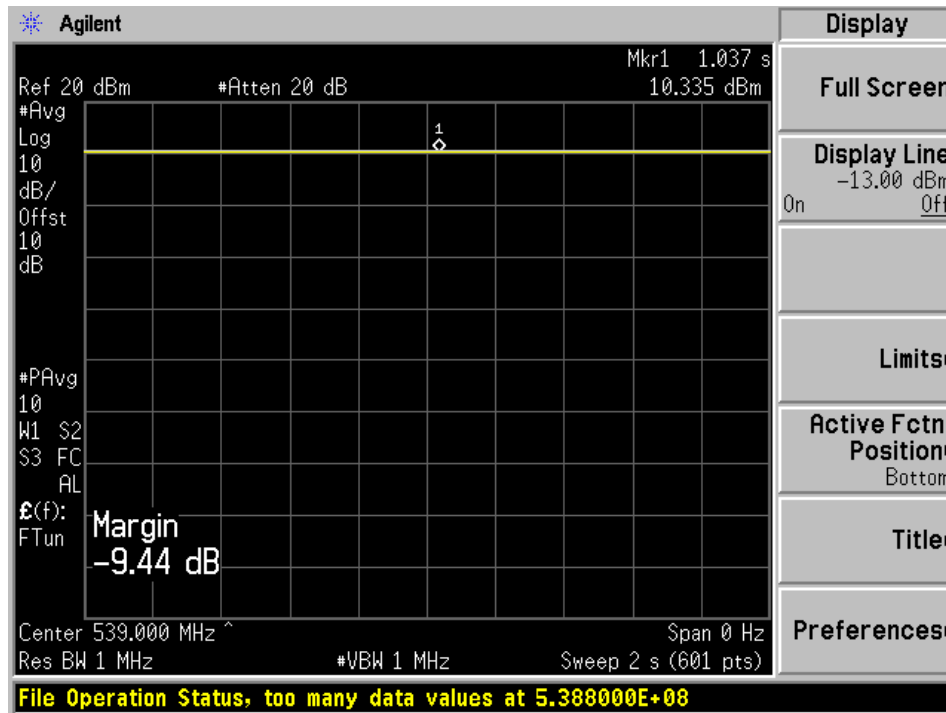 Agilent
Display
Mkr1 1.037 s
Ref 20 dBm #Atten 20 dB 10.335 dBm
#Avg
Log
10
dB/
Offst
10
dB
1
#PAvg
10
W1 S2
S3 FC
AL
£(f):
FTun
Margin
-9.44 dB
Center 539.000 MHz ^ Span 0 Hz
Res BW 1 MHz #VBW 1 MHz Sweep 2 s (601 pts)
File Operation Status, too many data values at 5.388000E+08
Full Screen
Display Line
-13.00 dBm
On Off
Limits
Active Fctn
Position
Bottom
Title
Preferences